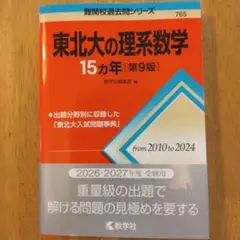 難関校過去問シリーズ
765
東北大の理系数学
15カ年[第9版]
教学社編集部 編
◆出題分野別に収録した
「東北大入試問題事典」
from 2010 to 2024
2026・2027年度・受験用
重量級の出題で
解ける問題の見極めを要する
教学社